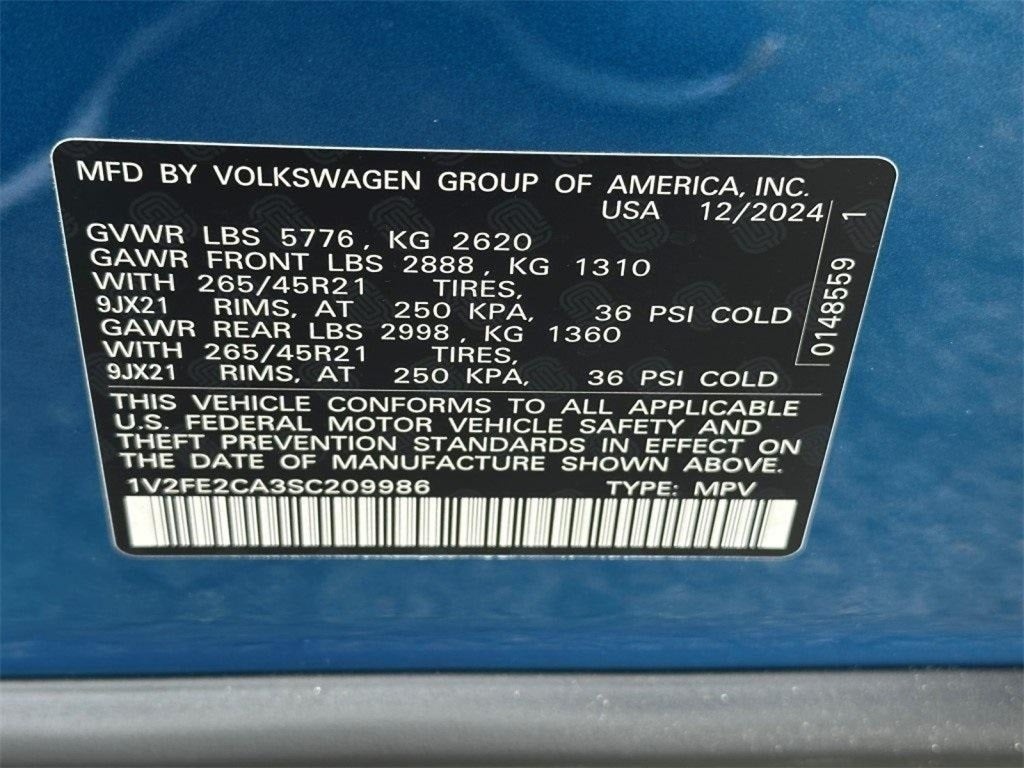 MFD BY VOLKSWAGEN GROUP OF AMERICA, INC.
USA 12/2024
GVWR LBS 5776, KG 2620
GAWR FRONT LBS 2888, KG 1310
WITH 265/45R21 TIRES,
9JX21 RIMS, AT 250 KPA, 36 PSI COLD
GAWR REAR LBS 2998, KG 1360
WITH 265/45R21 TIRES,
9JX21 RIMS, AT 250 KPA, 36 PSI COLD
THIS VEHICLE CONFORMS TO ALL APPLICABLE
U.S. FEDERAL MOTOR VEHICLE SAFETY AND
THEFT PREVENTION STANDARDS IN EFFECT ON
THE DATE OF MANUFACTURE SHOWN ABOVE.
1V2FE2CA3SC209986 TYPE: MPV
0148559 1